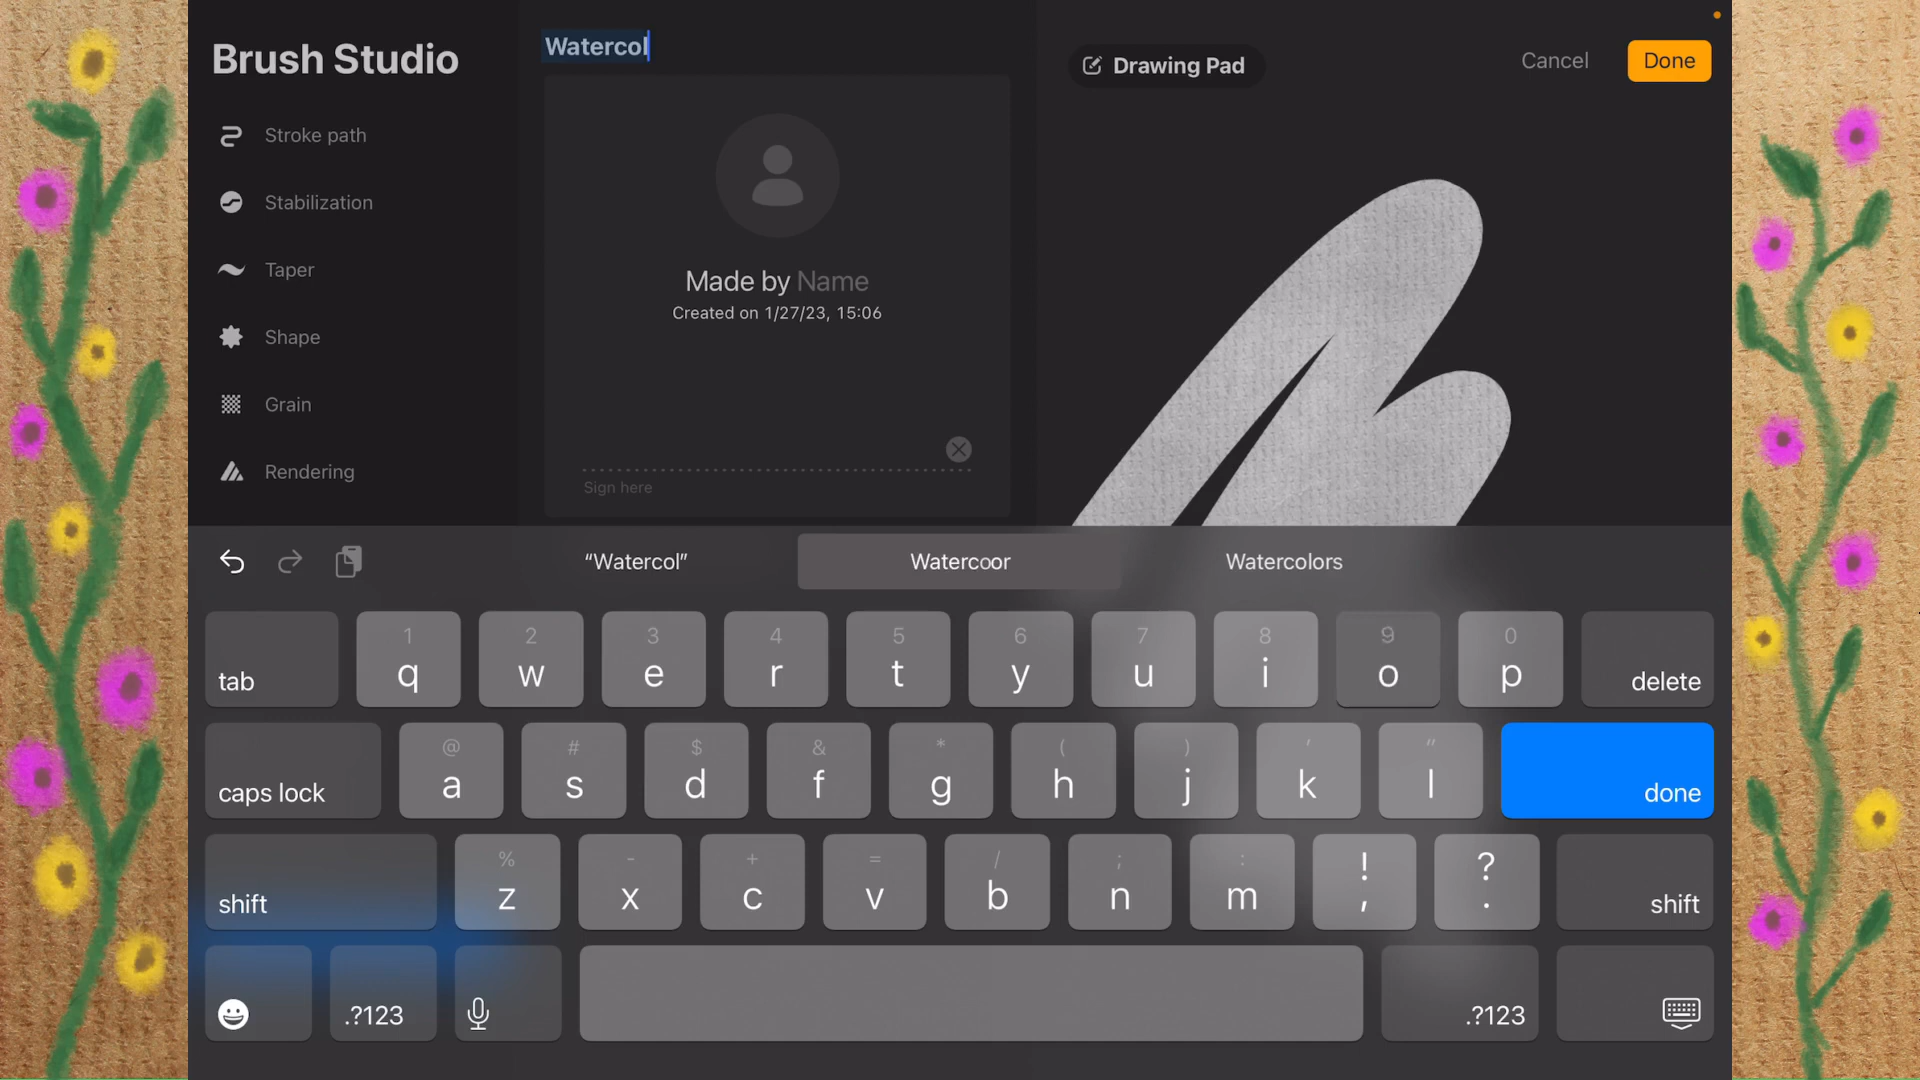 Brush Studio
Stroke path
Stabilization
Taper
Shape
Grain
Rendering
Watercol
Made by Name
Created on 1/27/23, 15:06
Sign here
Drawing Pad
Cancel
Done
“Watercol”
Watercoor
Watercolors
1 2 3 4 5 6 7 8 9 0
tab q w e r t y u i o p delete
@ # $ & * ( ) ' "
caps lock a s d f g h j k l done
% - + = / ; : ! ?
shift z x c v b n m , . shift
.?123 .?123